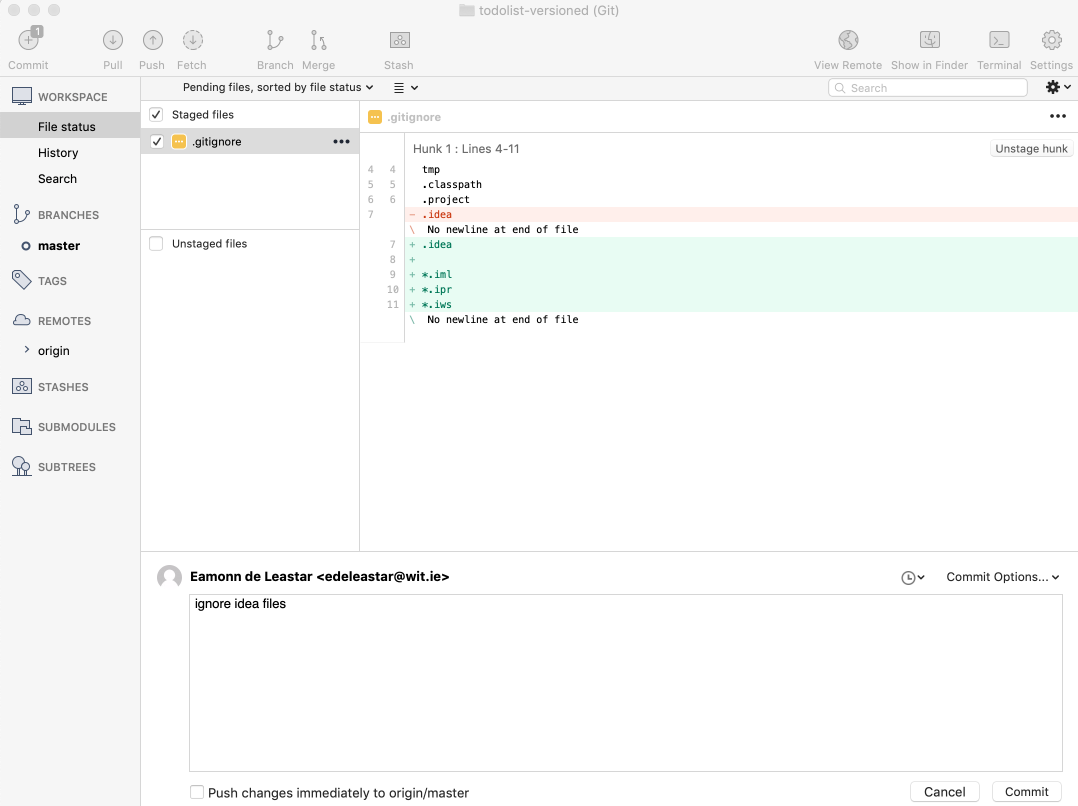 todolist-versioned (Git)
1
Commit Pull Push Fetch Branch Merge Stash View Remote Show in Finder Terminal Settings
Pending files, sorted by file status
Search
WORKSPACE
File status
History
Search
BRANCHES
master
TAGS
REMOTES
origin
STASHES
SUBMODULES
SUBTREES
Staged files
.gitignore
Unstaged files
.gitignore
Hunk 1 : Lines 4-11
Unstage hunk
4 4 tmp
5 5 .classpath
6 6 .project
7 - .idea
\ No newline at end of file
7 + .idea
8 +
9 + *.iml
10 + *.ipr
11 + *.iws
\ No newline at end of file
Eamonn de Leastar <edeleastar@wit.ie>
Commit Options...
ignore idea files
Push changes immediately to origin/master
Cancel
Commit